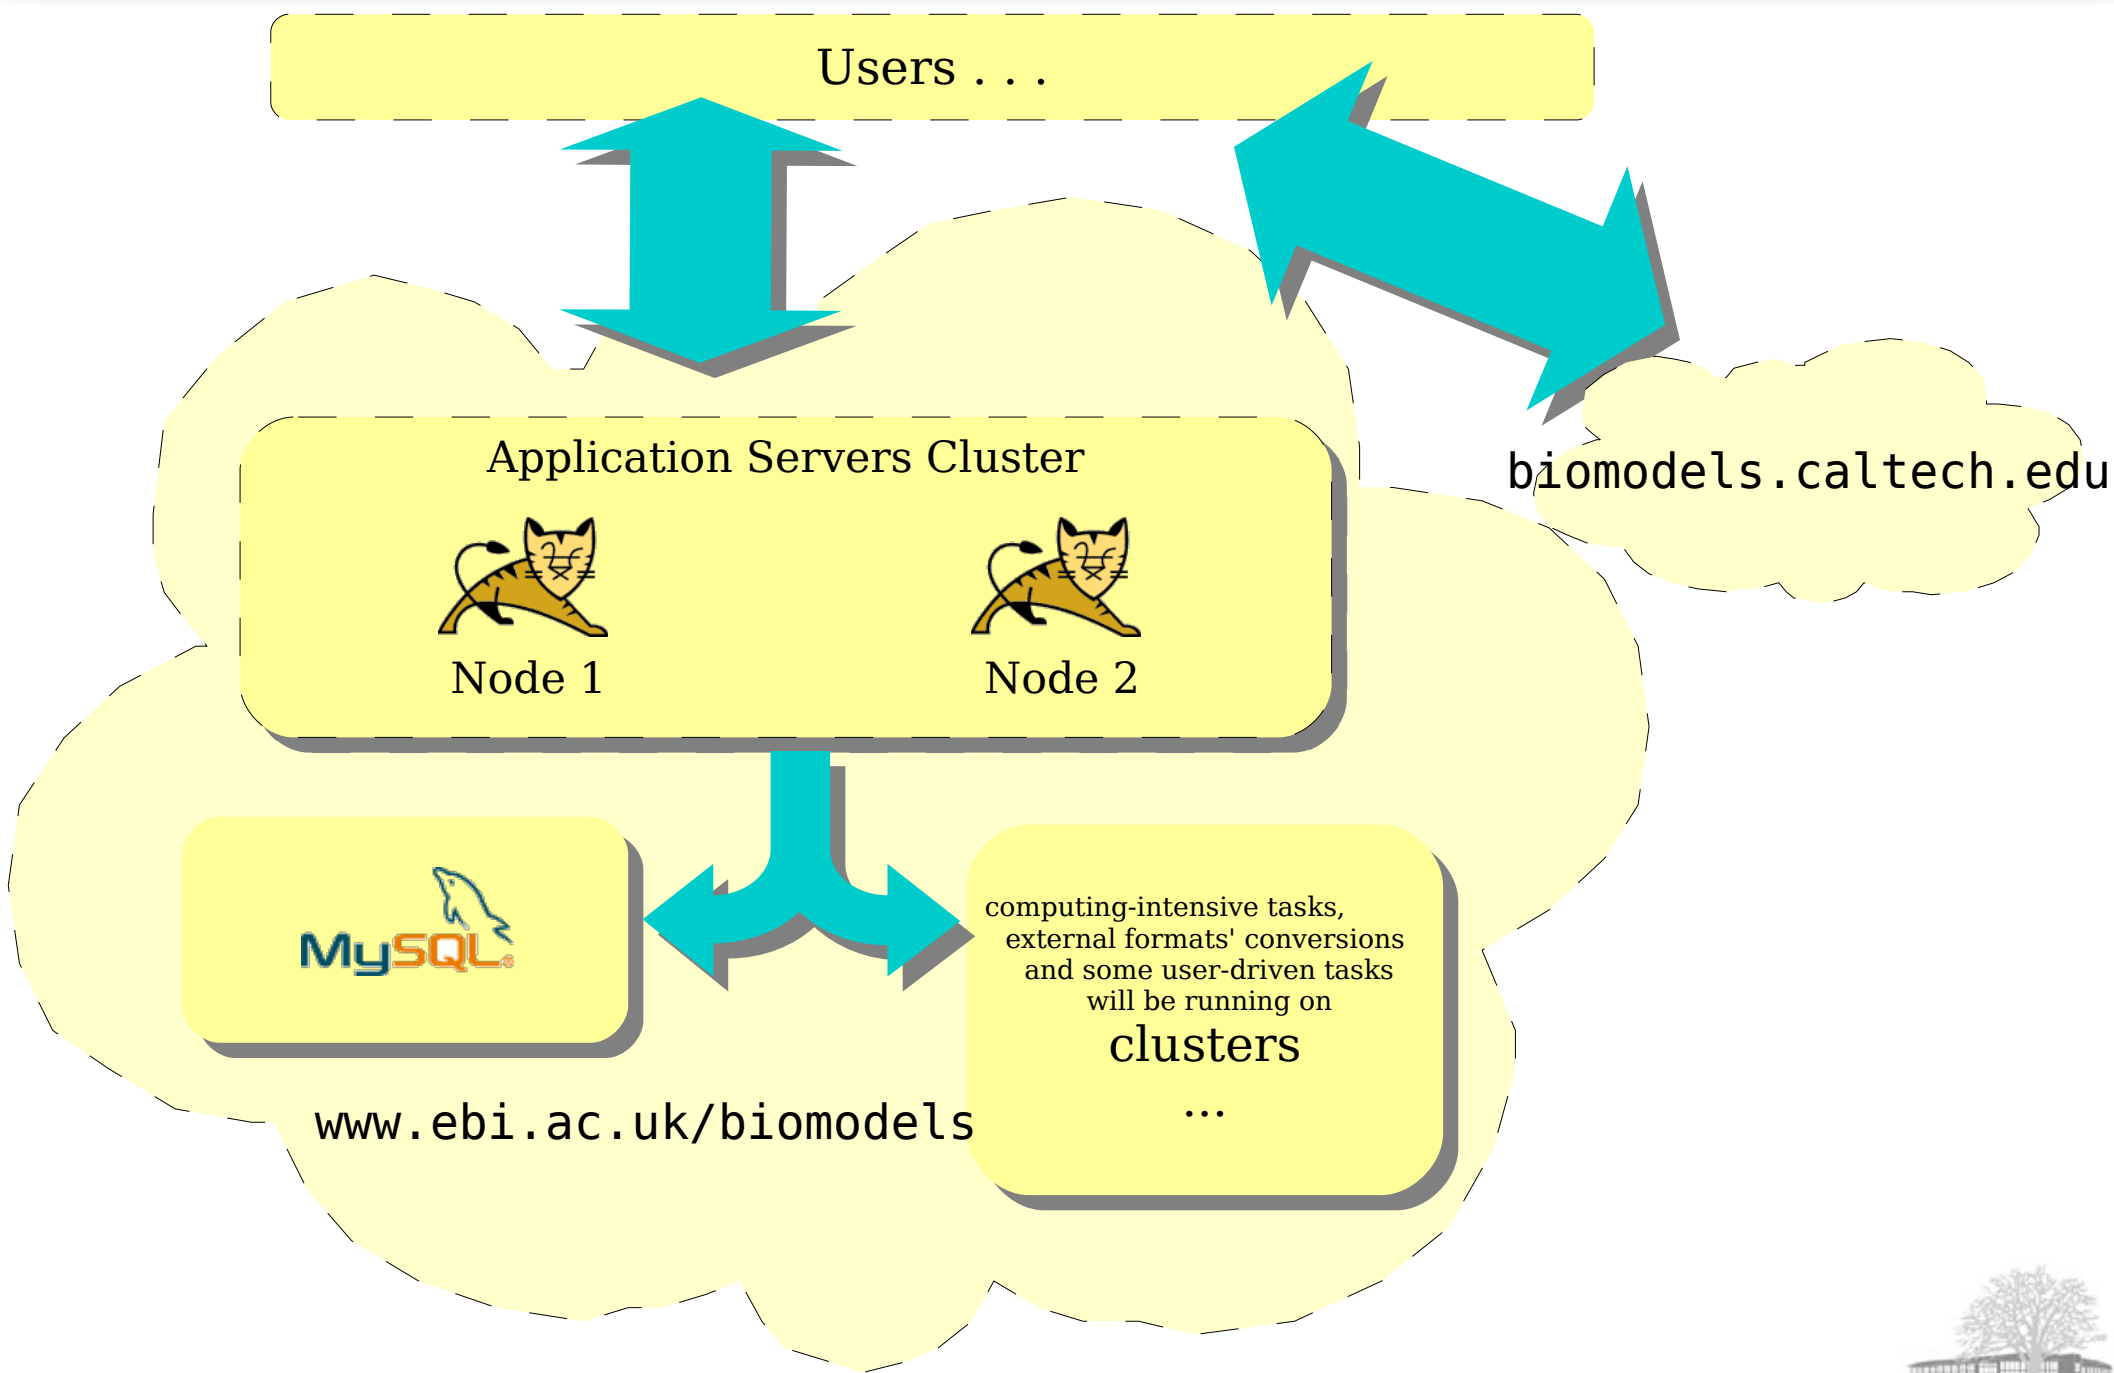 Users . . .
Application Servers Cluster
Node 1
Node 2
biomodels.caltech.edu
MySQL
computing-intensive tasks,
external formats' conversions
and some user-driven tasks
will be running on
clusters
...
www.ebi.ac.uk/biomodels